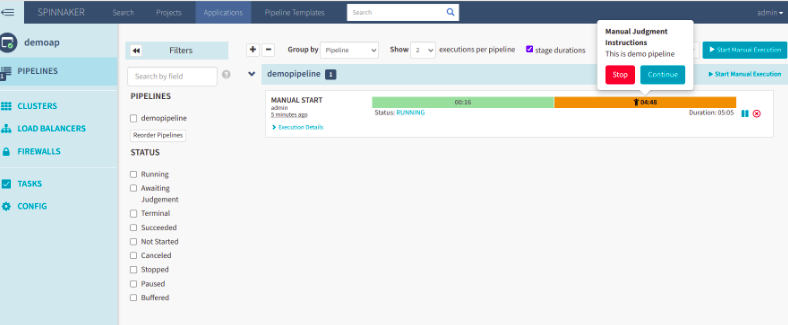 SPINNAKER
Search
Projects
Applications
Pipeline Templates
Search
admin
demoap
PIPELINES
1
CLUSTERS
LOAD BALANCERS
FIREWALLS
TASKS
CONFIG
Filters
Search by field
PIPELINES
demopipeline
Reorder Pipelines
STATUS
Running
Awaiting
Judgement
Terminal
Succeeded
Not Started
Canceled
Stopped
Paused
Buffered
Group by
Pipeline
Show
2
executions per pipeline
stage durations
Start Manual Execution
Manual Judgment
Instructions
This is demo pipeline
Stop
Continue
demopipeline
1
Start Manual Execution
MANUAL START
admin
5 minutes ago
Execution Details
00:16
04:48
Status: RUNNING
Duration: 05:05